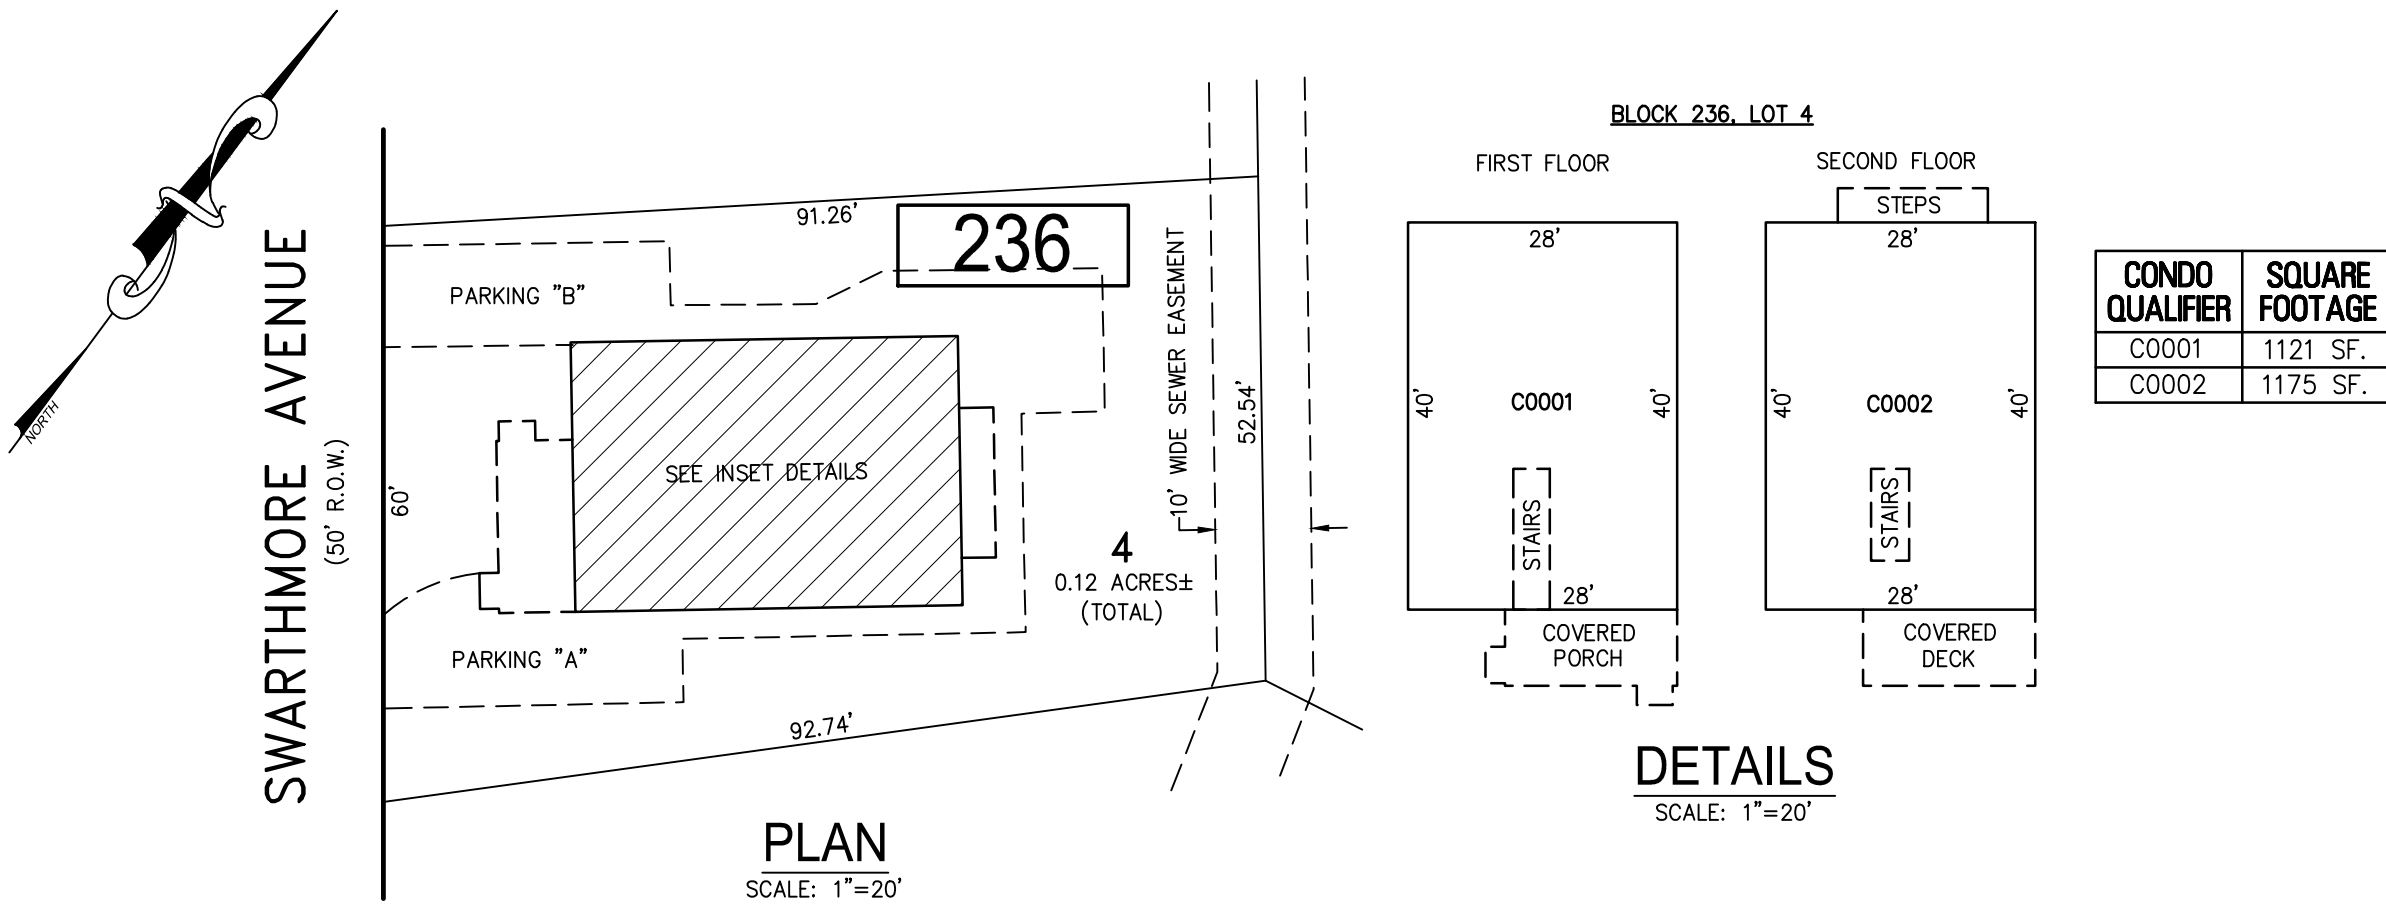 NORTH
SWARTHMORE AVENUE
(50' R.O.W.)
60'
91.26'
236
PARKING "B"
SEE INSET DETAILS
PARKING "A"
92.74'
4
0.12 ACRES±
(TOTAL)
10' WIDE SEWER EASEMENT
52.54'
PLAN
SCALE: 1"=20'
BLOCK 236, LOT 4
FIRST FLOOR
28'
40'
C0001
40'
STAIRS
28'
COVERED
PORCH
SECOND FLOOR
STEPS
28'
40'
C0002
40'
STAIRS
28'
COVERED
DECK
DETAILS
SCALE: 1"=20'
CONDO QUALIFIER SQUARE FOOTAGE
C0001 1121 SF.
C0002 1175 SF.